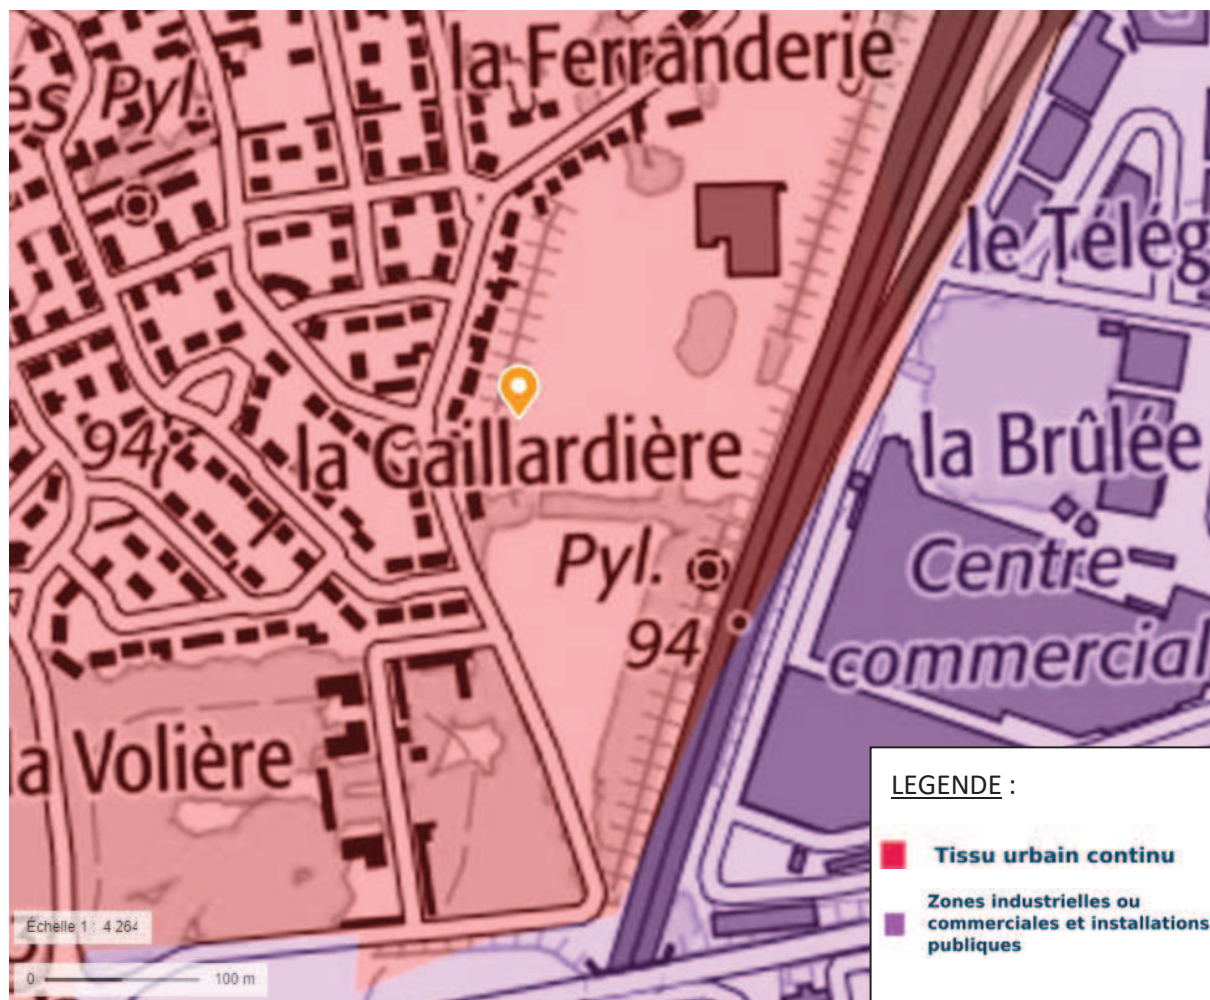 la Ferranderie
és Pyl.
le Télég
94
la Gaillardière
la Brûlée
Pyl.
Centre
commercial
94
la Volière
LEGENDE :
Tissu urbain continu
Zones industrielles ou
commerciales et installations
publiques
Échelle 1 : 4 264
0 100 m